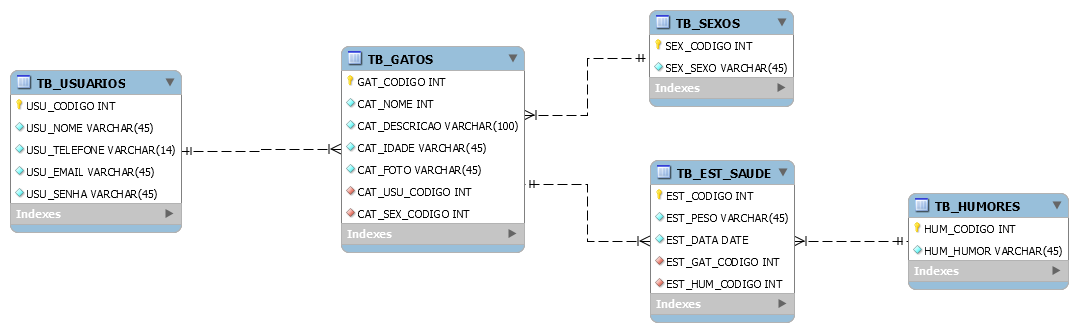 TB_USUARIOS
USU_CODIGO INT
USU_NOME VARCHAR(45)
USU_TELEFONE VARCHAR(14)
USU_EMAIL VARCHAR(45)
USU_SENHA VARCHAR(45)
Indexes
TB_GATOS
GAT_CODIGO INT
CAT_NOME INT
CAT_DESCRICAO VARCHAR(100)
CAT_IDADE VARCHAR(45)
CAT_FOTO VARCHAR(45)
CAT_USU_CODIGO INT
CAT_SEX_CODIGO INT
Indexes
TB_SEXOS
SEX_CODIGO INT
SEX_SEXO VARCHAR(45)
Indexes
TB_EST_SAUDE
EST_CODIGO INT
EST_PESO VARCHAR(45)
EST_DATA DATE
EST_GAT_CODIGO INT
EST_HUM_CODIGO INT
Indexes
TB_HUMORES
HUM_CODIGO INT
HUM_HUMOR VARCHAR(45)
Indexes